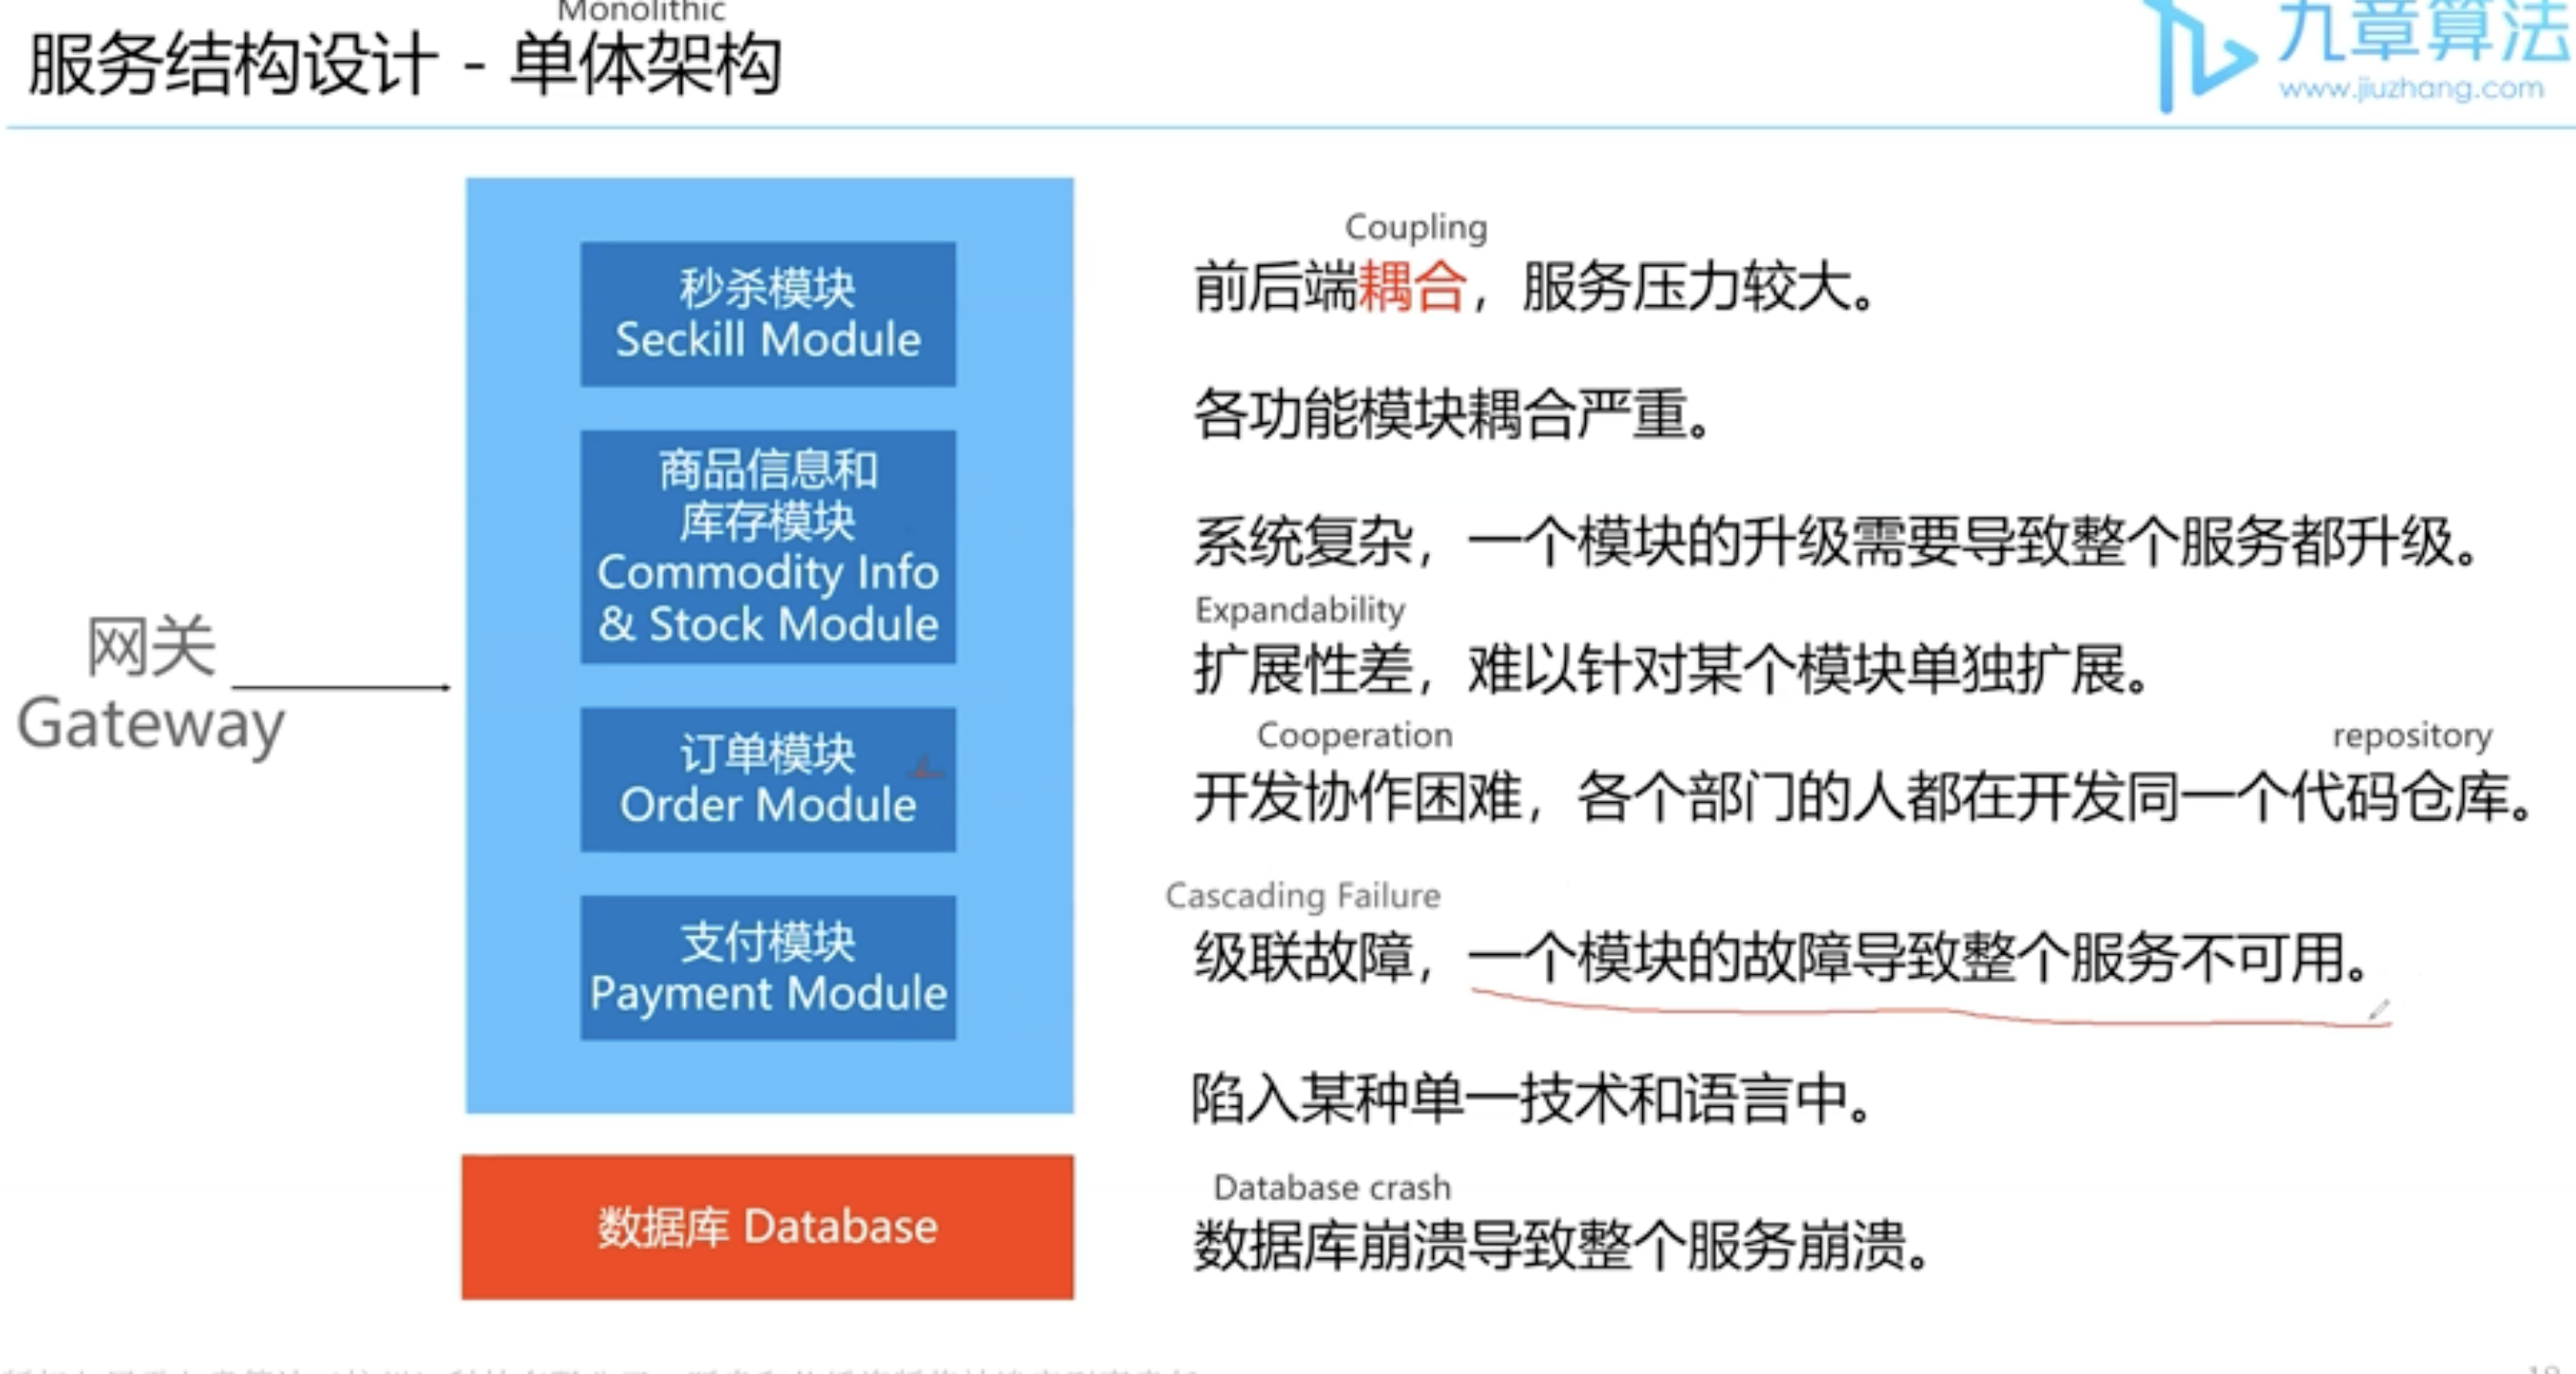 Monolithic
服务结构设计 - 单体架构
九章算法
www.jiuzhang.com
秒杀模块
Seckill Module
商品信息和
库存模块
Commodity Info
& Stock Module
网关
Gateway
订单模块
Order Module
支付模块
Payment Module
数据库 Database
Coupling
前后端耦合，服务压力较大。
各功能模块耦合严重。
系统复杂，一个模块的升级需要导致整个服务都升级。
Expandability
扩展性差，难以针对某个模块单独扩展。
Cooperation repository
开发协作困难，各个部门的人都在开发同一个代码仓库。
Cascading Failure
级联故障，一个模块的故障导致整个服务不可用。
陷入某种单一技术和语言中。
Database crash
数据库崩溃导致整个服务崩溃。